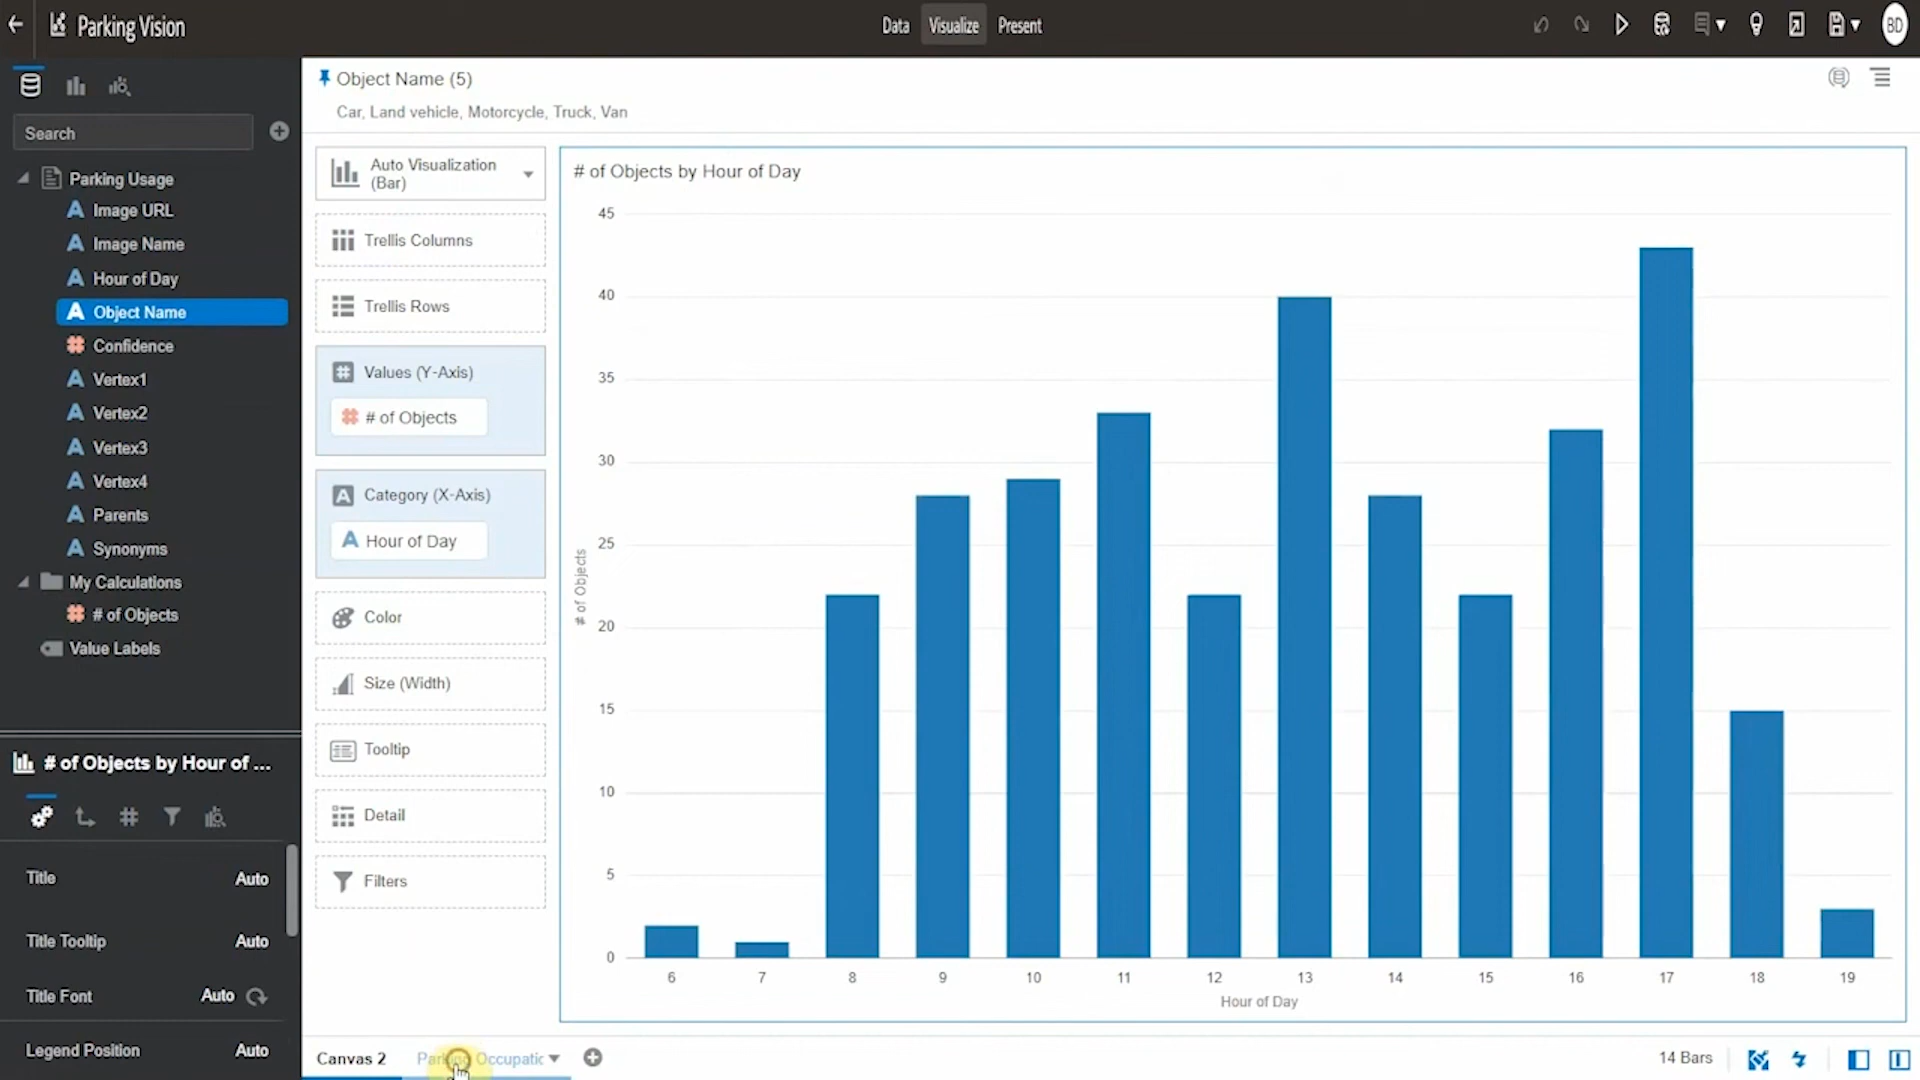 Parking Vision
Data
Visualize
Present
BD
Search
Parking Usage
Image URL
Image Name
Hour of Day
Object Name
Confidence
Vertex1
Vertex2
Vertex3
Vertex4
Parents
Synonyms
My Calculations
# of Objects
Value Labels
# of Objects by Hour of ...
Title Auto
Title Tooltip Auto
Title Font Auto
Legend Position Auto
Object Name (5)
Car, Land vehicle, Motorcycle, Truck, Van
Auto Visualization
(Bar)
Trellis Columns
Trellis Rows
Values (Y-Axis)
# of Objects
Category (X-Axis)
Hour of Day
Color
Size (Width)
Tooltip
Detail
Filters
# of Objects by Hour of Day
45
40
35
30
25
20
15
10
5
0
# of Objects
6 7 8 9 10 11 12 13 14 15 16 17 18 19
Hour of Day
Canvas 2
Occupatic
14 Bars